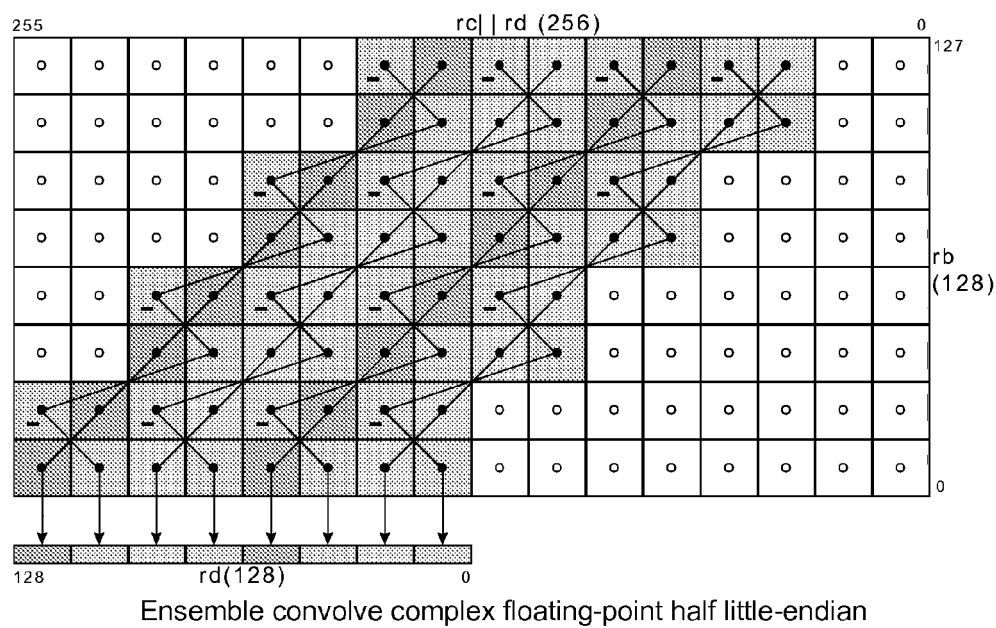 255 rc||rd (256) 0
127
rb
(128)
0
128 rd(128) 0
Ensemble convolve complex floating-point half little-endian